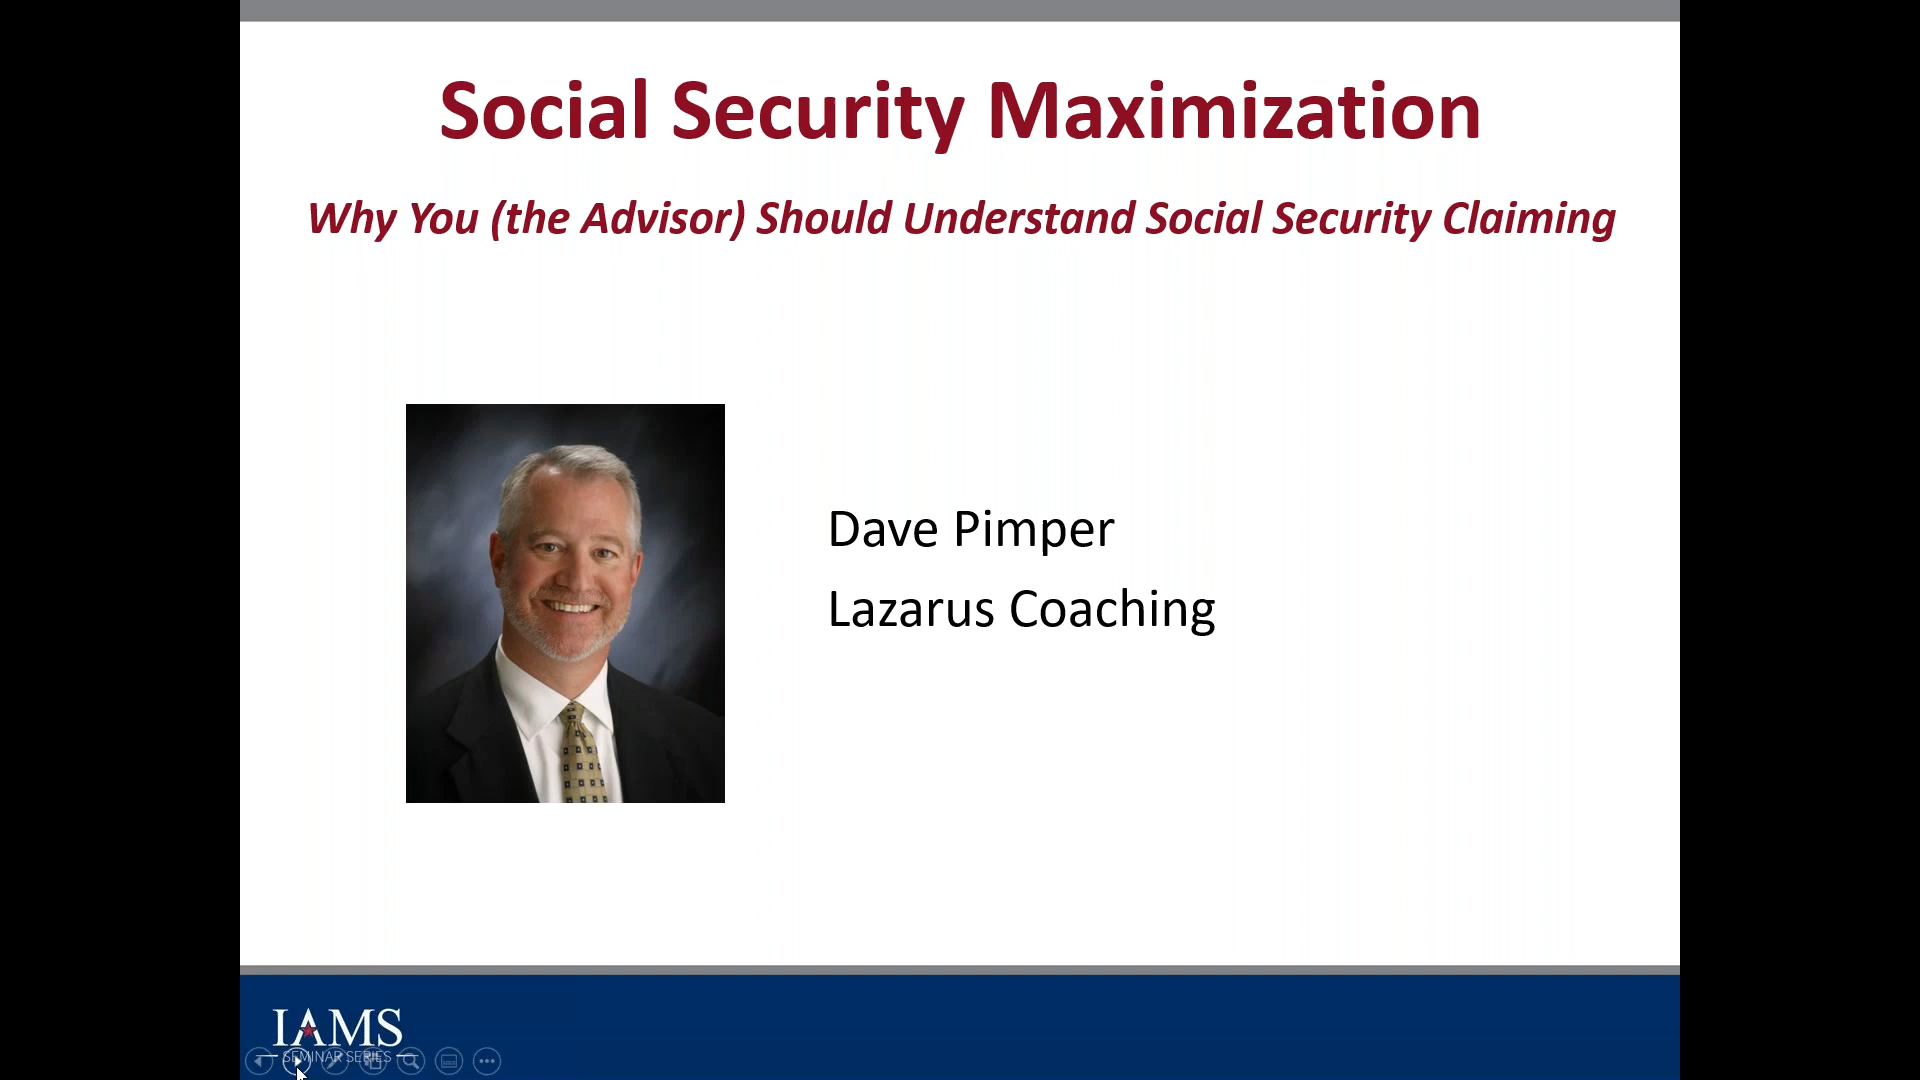 Social Security Maximization
Why You (the Advisor) Should Understand Social Security Claiming
Dave Pimper
Lazarus Coaching
IAMS
SEMINAR SERIES